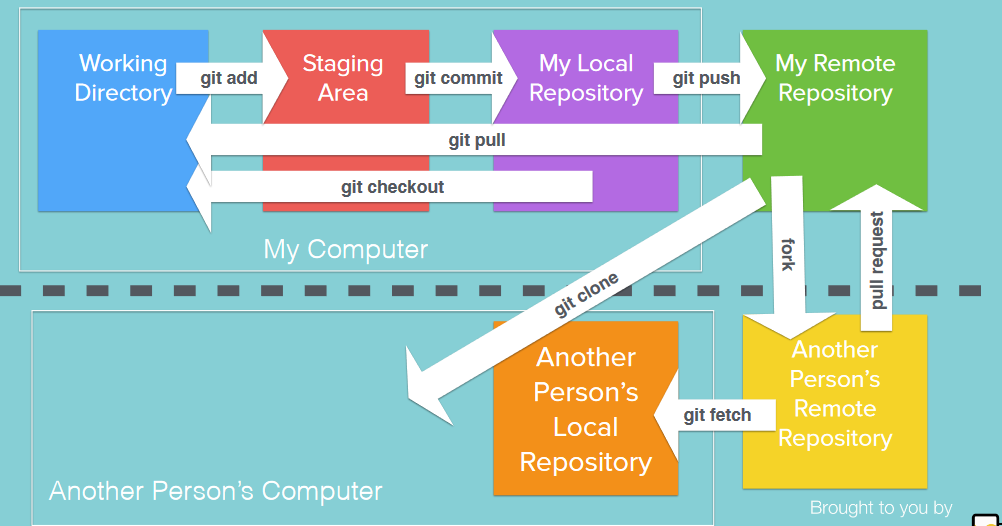 Working
Directory
git add
Staging
Area
git commit
My Local
Repository
git push
My Remote
Repository
git pull
git checkout
My Computer
git clone
fork
pull request
Another
Person's
Local
Repository
git fetch
Another
Person's
Remote
Repository
Another Person's Computer
Brought to you by